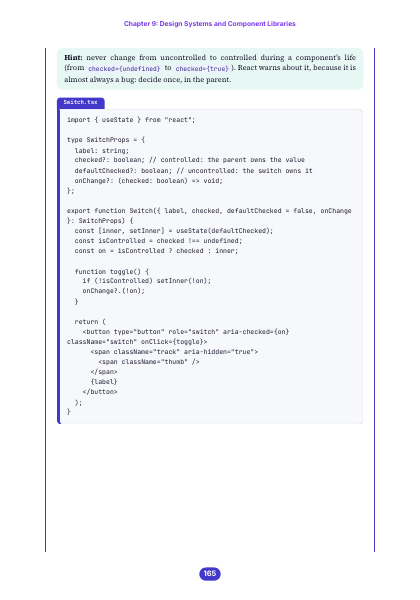 Chapter 9: Design Systems and Component Libraries
Hint: never change from uncontrolled to controlled during a component's life
(from checked={undefined} to checked={true} ). React warns about it, because it is
almost always a bug: decide once, in the parent.
Switch.tsx
import { useState } from "react";
type SwitchProps = {
  label: string;
  checked?: boolean; // controlled: the parent owns the value
  defaultChecked?: boolean; // uncontrolled: the switch owns it
  onChange?: (checked: boolean) => void;
};
export function Switch({ label, checked, defaultChecked = false, onChange
}: SwitchProps) {
  const [inner, setInner] = useState(defaultChecked);
  const isControlled = checked !== undefined;
  const on = isControlled ? checked : inner;
  function toggle() {
    if (!isControlled) setInner(!on);
    onChange?.(!on);
  }
  return (
    <button type="button" role="switch" aria-checked={on}
className="switch" onClick={toggle}>
      <span className="track" aria-hidden="true">
        <span className="thumb" />
      </span>
      {label}
    </button>
  );
}
165